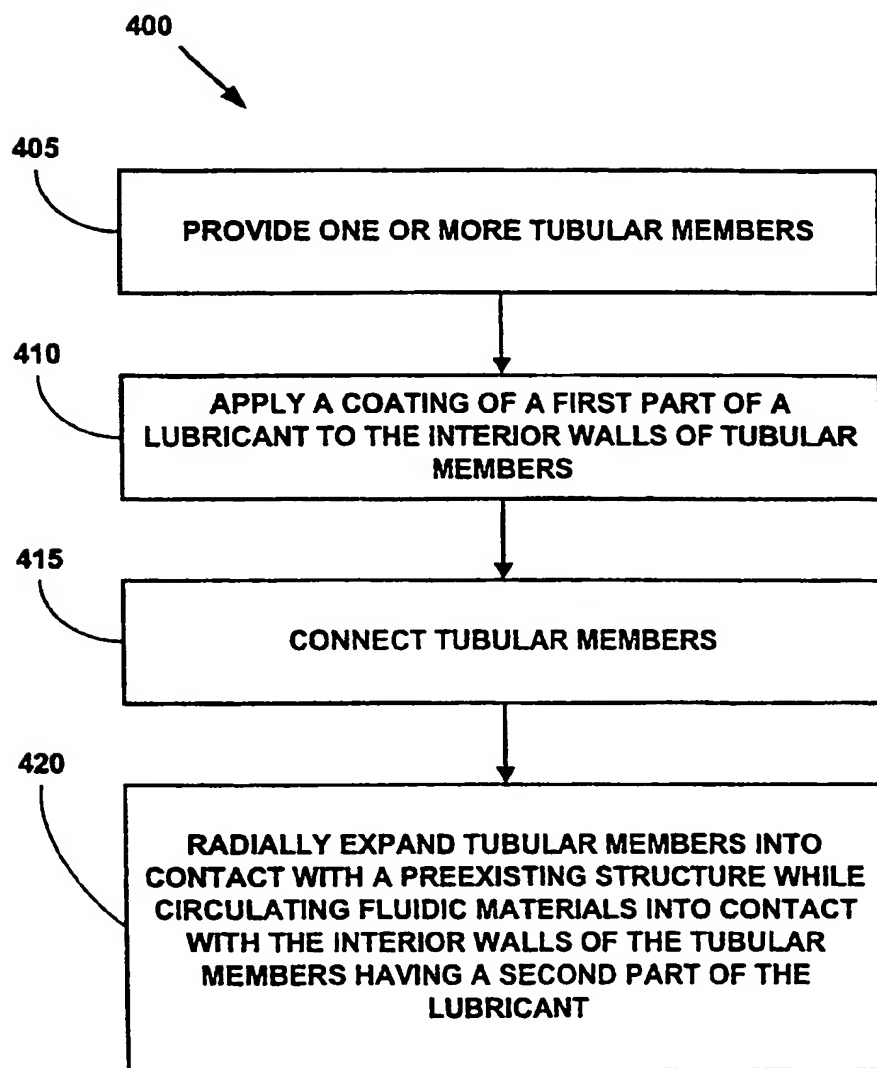 400
405
PROVIDE ONE OR MORE TUBULAR MEMBERS
410
APPLY A COATING OF A FIRST PART OF A
LUBRICANT TO THE INTERIOR WALLS OF TUBULAR
MEMBERS
415
CONNECT TUBULAR MEMBERS
420
RADIALLY EXPAND TUBULAR MEMBERS INTO
CONTACT WITH A PREEXISTING STRUCTURE WHILE
CIRCULATING FLUIDIC MATERIALS INTO CONTACT
WITH THE INTERIOR WALLS OF THE TUBULAR
MEMBERS HAVING A SECOND PART OF THE
LUBRICANT